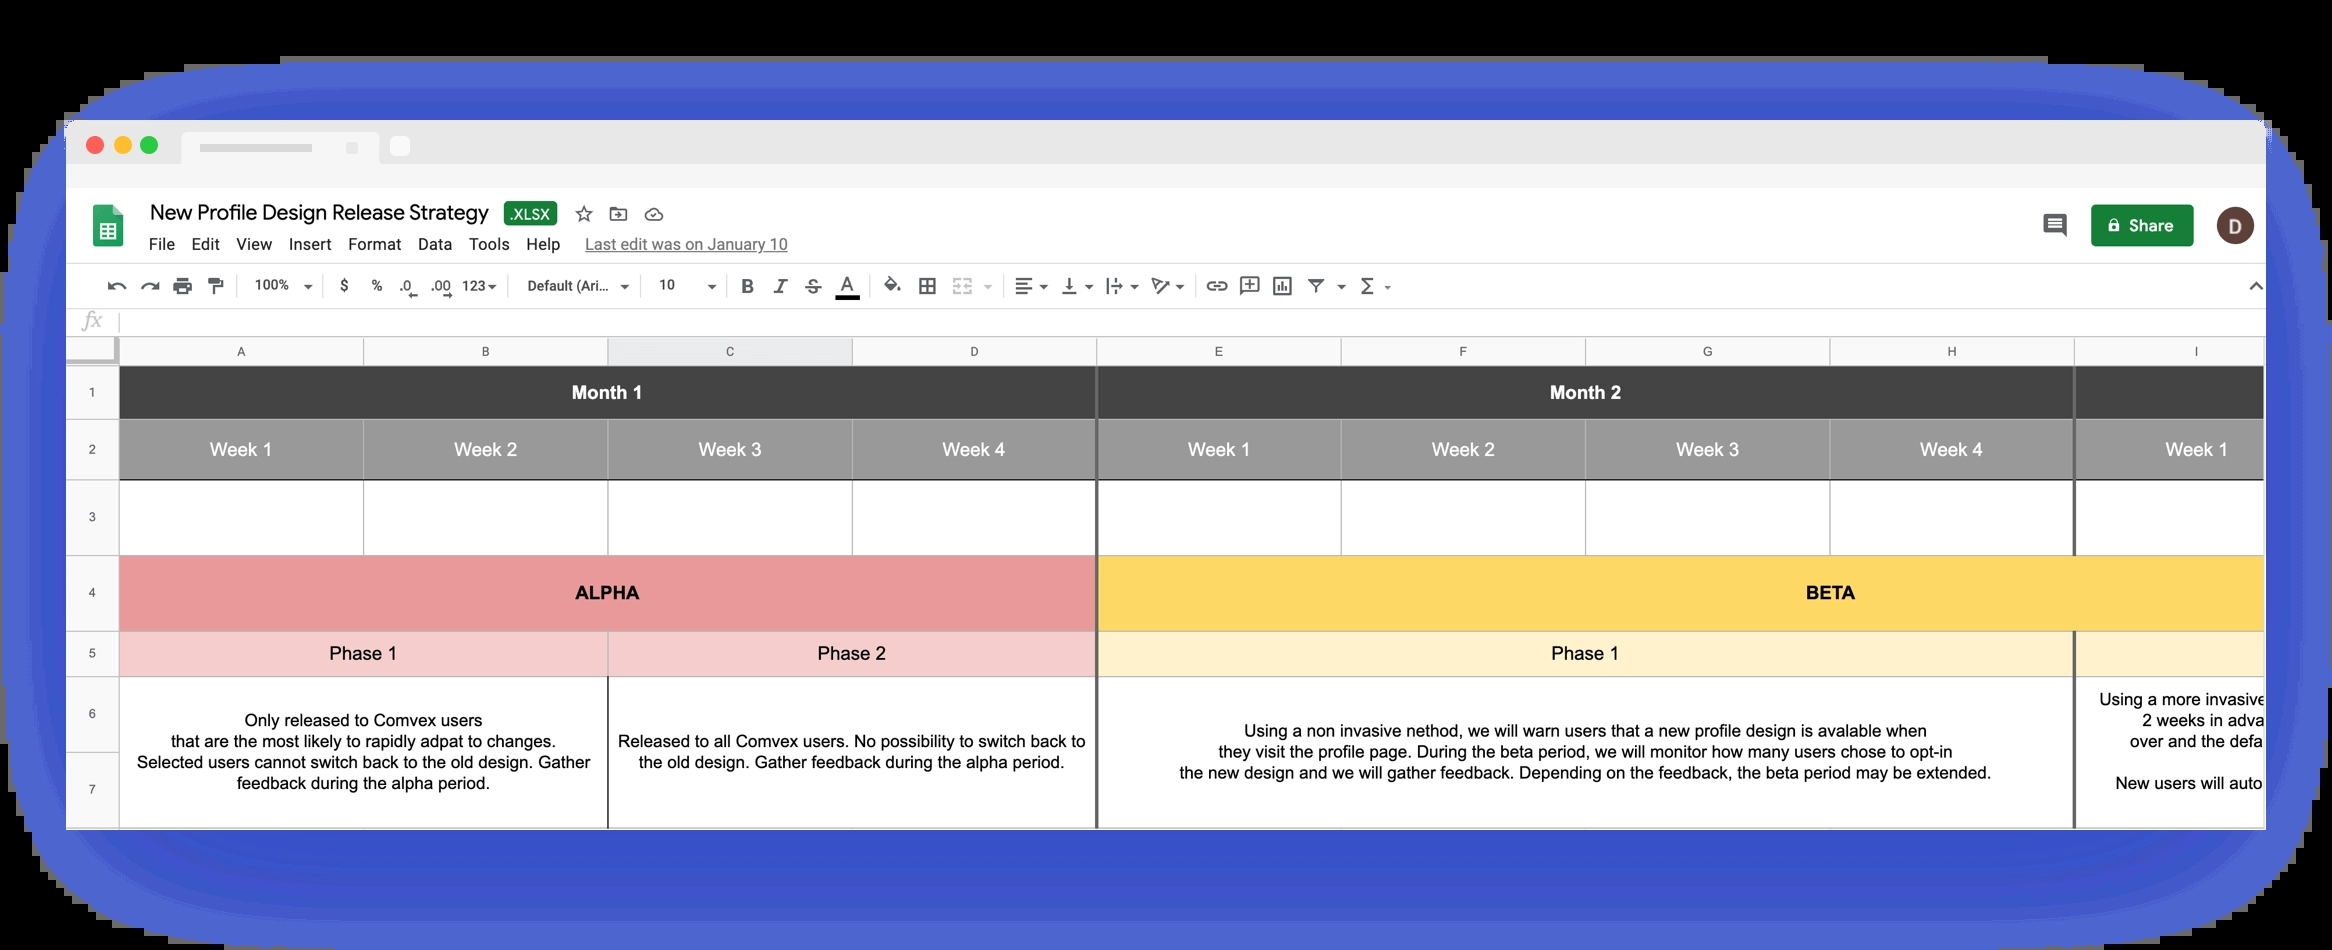 New Profile Design Release Strategy .XLSX
File Edit View Insert Format Data Tools Help Last edit was on January 10
Share D
100% $ % .0 .00 123 Default (Ari... 10 B I S A Σ
fx
A B C D E F G H I
1 Month 1 Month 2
2 Week 1 Week 2 Week 3 Week 4 Week 1 Week 2 Week 3 Week 4 Week 1
3
4 ALPHA BETA
5 Phase 1 Phase 2 Phase 1
6
7
Only released to Comvex users
that are the most likely to rapidly adpat to changes.
Selected users cannot switch back to the old design. Gather
feedback during the alpha period.
Released to all Comvex users. No possibility to switch back to
the old design. Gather feedback during the alpha period.
Using a non invasive nethod, we will warn users that a new profile design is avalable when
they visit the profile page. During the beta period, we will monitor how many users chose to opt-in
the new design and we will gather feedback. Depending on the feedback, the beta period may be extended.
Using a more invasive
2 weeks in adva
over and the defa
New users will auto